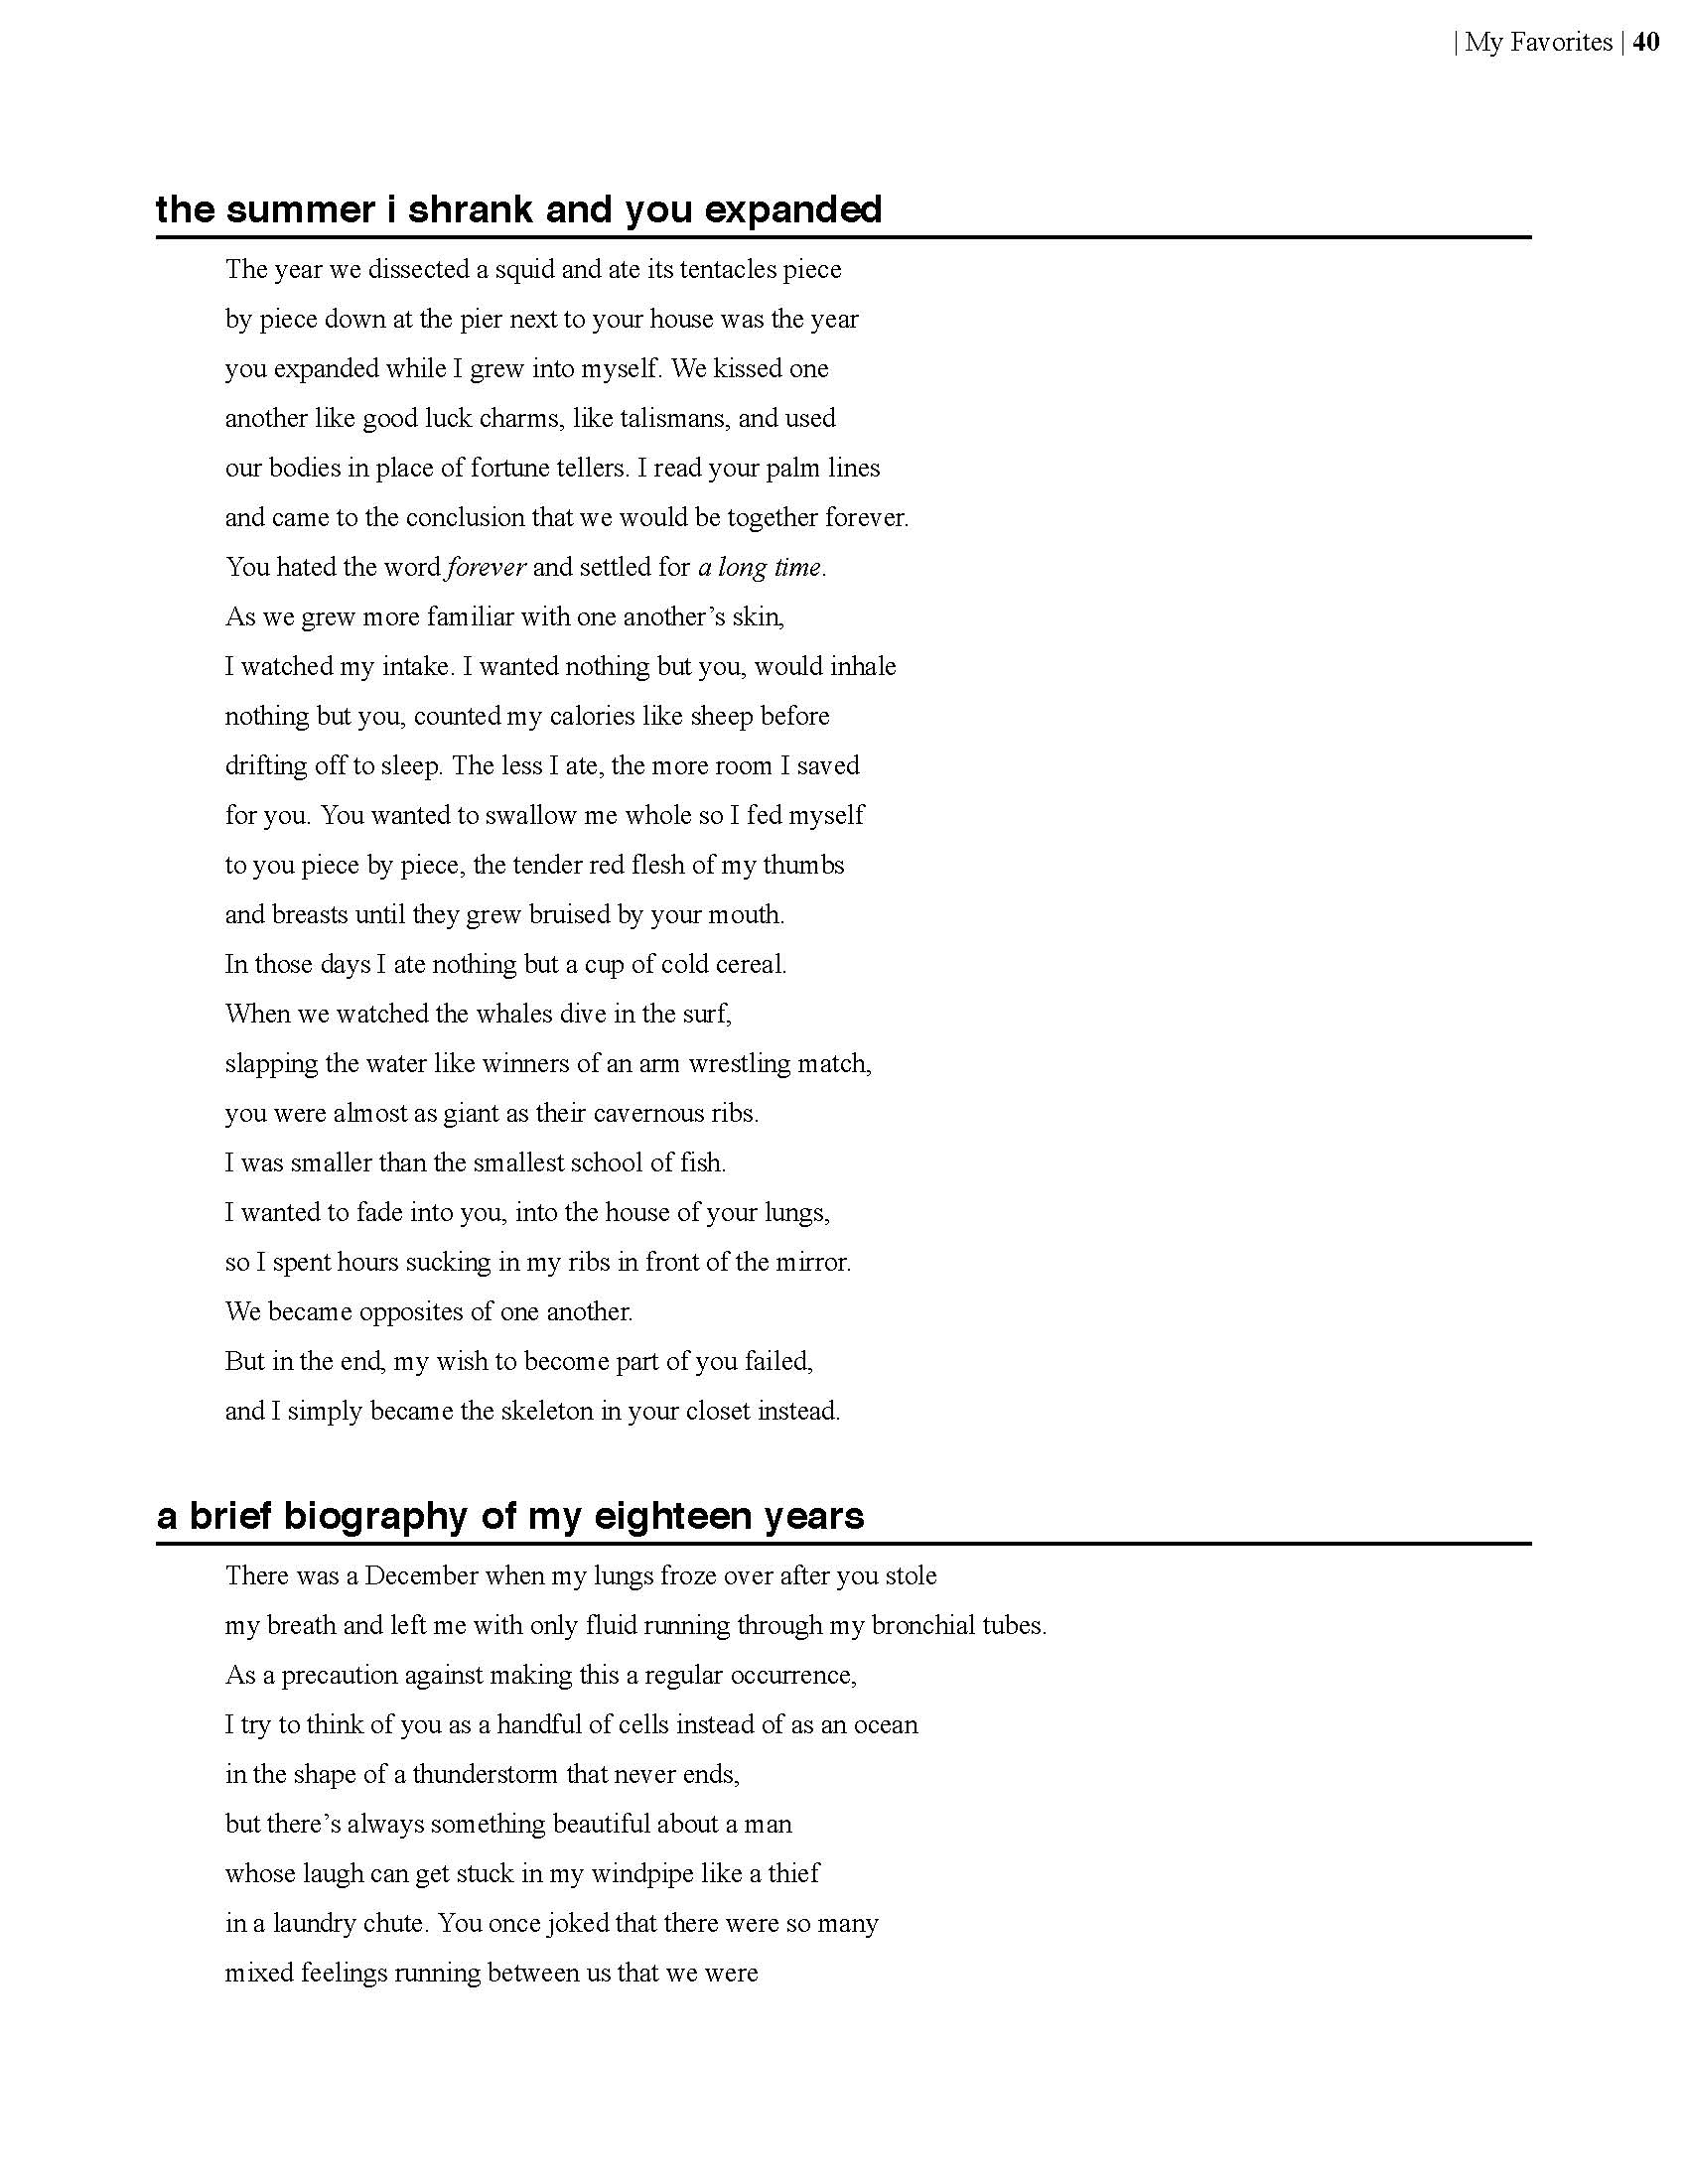 | My Favorites | 40
the summer i shrank and you expanded
The year we dissected a squid and ate its tentacles piece
by piece down at the pier next to your house was the year
you expanded while I grew into myself. We kissed one
another like good luck charms, like talismans, and used
our bodies in place of fortune tellers. I read your palm lines
and came to the conclusion that we would be together forever.
You hated the word forever and settled for a long time.
As we grew more familiar with one another’s skin,
I watched my intake. I wanted nothing but you, would inhale
nothing but you, counted my calories like sheep before
drifting off to sleep. The less I ate, the more room I saved
for you. You wanted to swallow me whole so I fed myself
to you piece by piece, the tender red flesh of my thumbs
and breasts until they grew bruised by your mouth.
In those days I ate nothing but a cup of cold cereal.
When we watched the whales dive in the surf,
slapping the water like winners of an arm wrestling match,
you were almost as giant as their cavernous ribs.
I was smaller than the smallest school of fish.
I wanted to fade into you, into the house of your lungs,
so I spent hours sucking in my ribs in front of the mirror.
We became opposites of one another.
But in the end, my wish to become part of you failed,
and I simply became the skeleton in your closet instead.
a brief biography of my eighteen years
There was a December when my lungs froze over after you stole
my breath and left me with only fluid running through my bronchial tubes.
As a precaution against making this a regular occurrence,
I try to think of you as a handful of cells instead of as an ocean
in the shape of a thunderstorm that never ends,
but there’s always something beautiful about a man
whose laugh can get stuck in my windpipe like a thief
in a laundry chute. You once joked that there were so many
mixed feelings running between us that we were